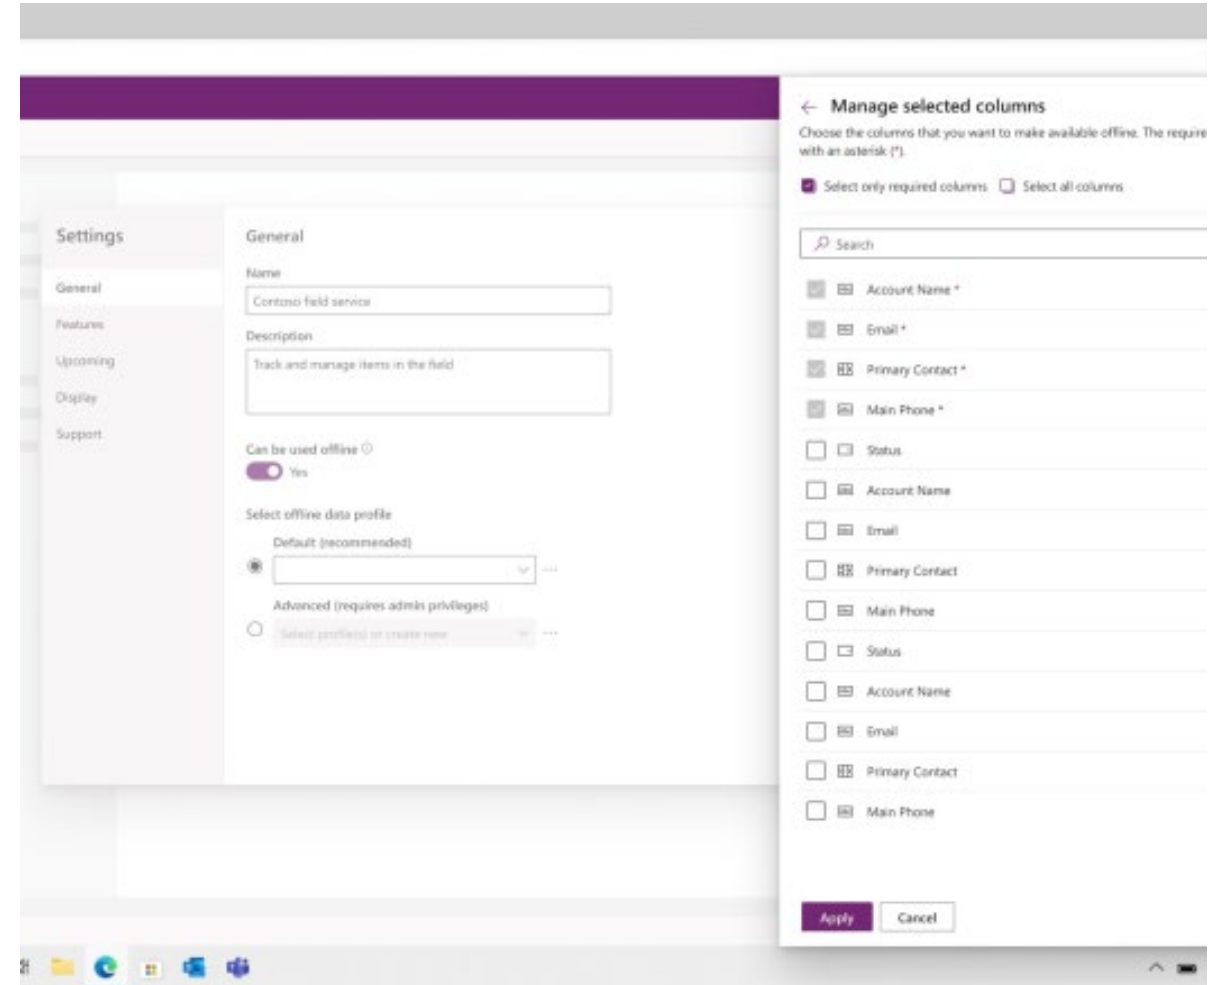 Manage selected columns
Choose the columns that you want to make available offline. The require
with an asterisk (*).
Select only required columns
Select all columns
Search
Account Name *
Email *
Primary Contact *
Main Phone *
Status
Account Name
Email
Primary Contact
Main Phone
Status
Account Name
Email
Primary Contact
Main Phone
Apply
Cancel
Settings
General
Features
Upcoming
Display
Support
General
Name
Contoso field service
Description
Track and manage items in the field
Can be used offline
Yes
Select offline data profile
Default (recommended)
Advanced (requires admin privileges)
Select profile(s) or create new